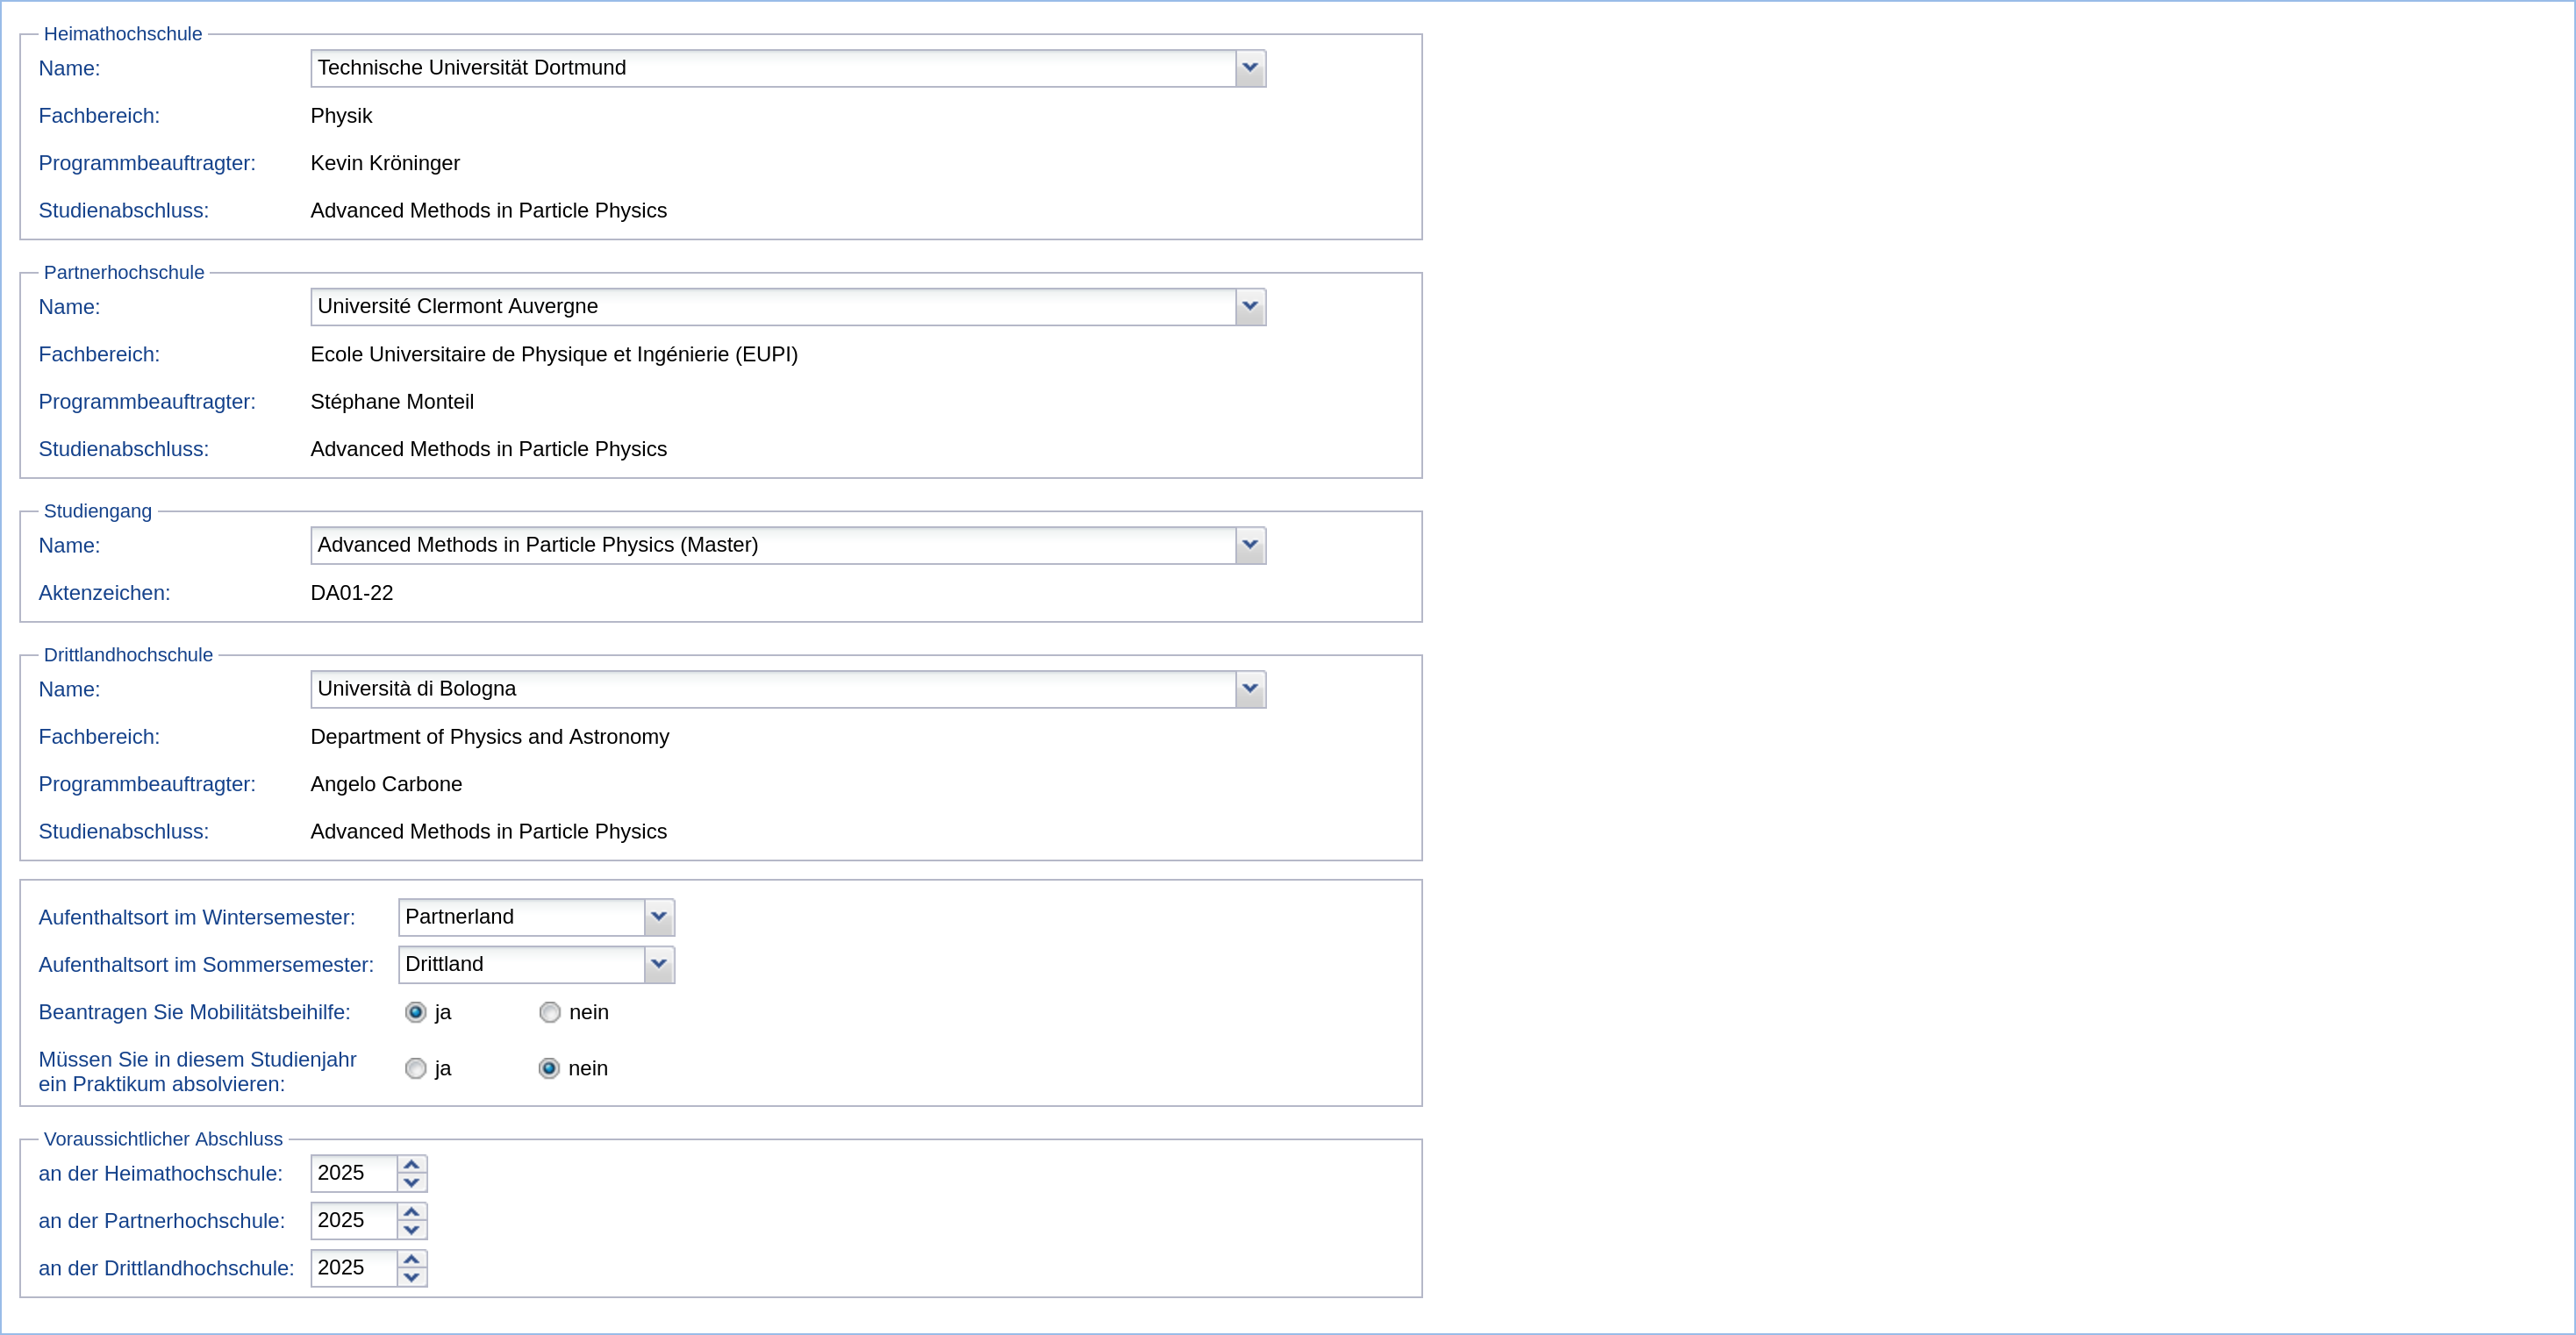 Heimathochschule
Name: Technische Universität Dortmund
Fachbereich: Physik
Programmbeauftragter: Kevin Kröninger
Studienabschluss: Advanced Methods in Particle Physics
Partnerhochschule
Name: Université Clermont Auvergne
Fachbereich: Ecole Universitaire de Physique et Ingénierie (EUPI)
Programmbeauftragter: Stéphane Monteil
Studienabschluss: Advanced Methods in Particle Physics
Studiengang
Name: Advanced Methods in Particle Physics (Master)
Aktenzeichen: DA01-22
Drittlandhochschule
Name: Università di Bologna
Fachbereich: Department of Physics and Astronomy
Programmbeauftragter: Angelo Carbone
Studienabschluss: Advanced Methods in Particle Physics
Aufenthaltsort im Wintersemester: Partnerland
Aufenthaltsort im Sommersemester: Drittland
Beantragen Sie Mobilitätsbeihilfe: ja nein
Müssen Sie in diesem Studienjahr
ein Praktikum absolvieren: ja nein
Voraussichtlicher Abschluss
an der Heimathochschule: 2025
an der Partnerhochschule: 2025
an der Drittlandhochschule: 2025